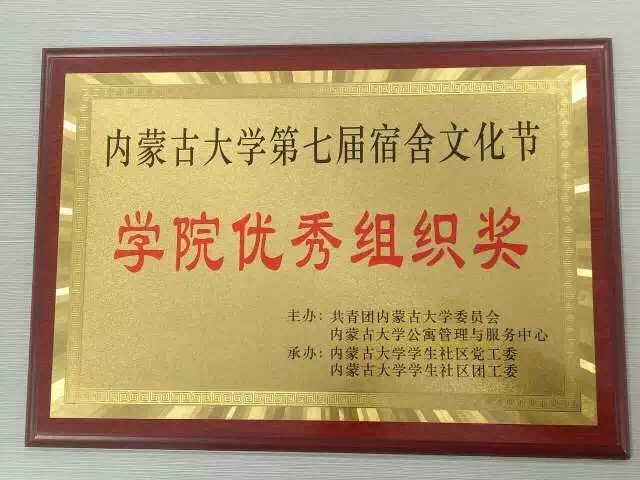 内蒙古大学第七届宿舍文化节
学院优秀组织奖
主办：共青团内蒙古大学委员会
内蒙古大学公寓管理与服务中心
承办：内蒙古大学学生社区党工委
内蒙古大学学生社区团工委